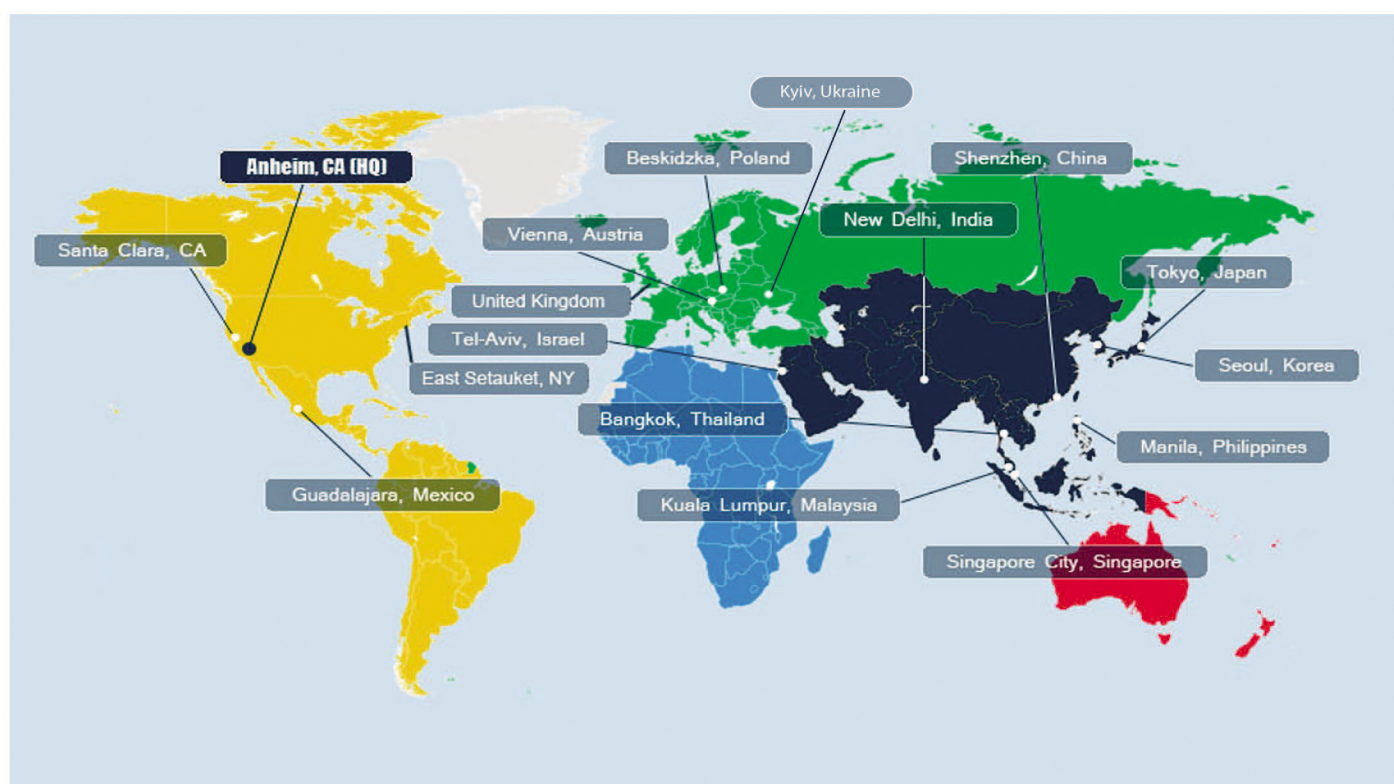 Kyiv, Ukraine
Anheim, CA (HQ)
Beskidzka, Poland
Shenzhen, China
New Delhi, India
Vienna, Austria
Santa Clara, CA
Tokyo, Japan
United Kingdom
Tel-Aviv, Israel
Seoul, Korea
East Setauket, NY
Bangkok, Thailand
Manila, Philippines
Guadalajara, Mexico
Kuala Lumpur, Malaysia
Singapore City, Singapore